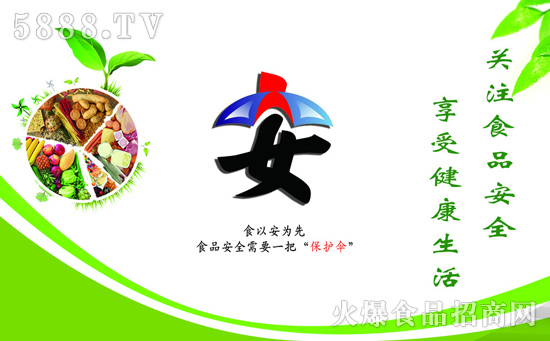 5888.TV
关注食品安全
享受健康生活
安
食以安为先
食品安全需要一把“保护伞”
火爆食品招商网